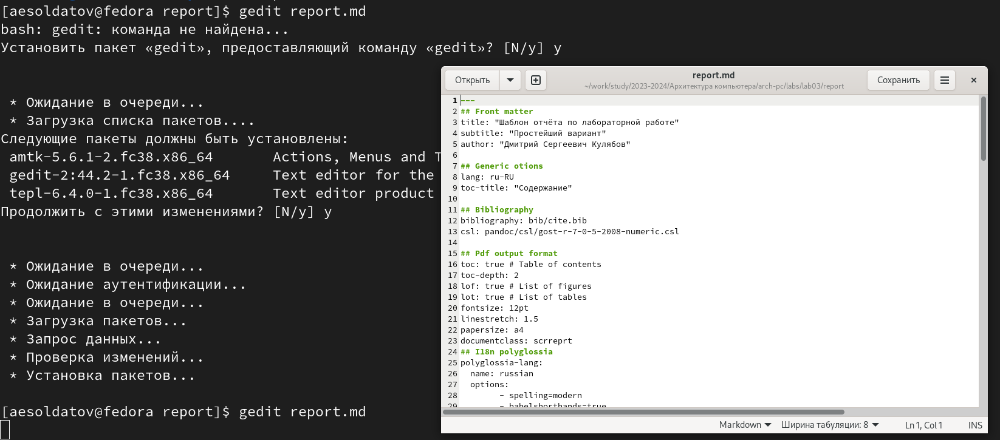 [aesoldatov@fedora report]$ gedit report.md
bash: gedit: команда не найдена...
Установить пакет «gedit», предоставляющий команду «gedit»? [N/y] y
 * Ожидание в очереди...
 * Загрузка списка пакетов....
Следующие пакеты должны быть установлены:
 amtk-5.6.1-2.fc38.x86_64       Actions, Menus and T
 gedit-2:44.2-1.fc38.x86_64     Text editor for the
 tepl-6.4.0-1.fc38.x86_64       Text editor product
Продолжить с этими изменениями? [N/y] y
 * Ожидание в очереди...
 * Ожидание аутентификации...
 * Ожидание в очереди...
 * Загрузка пакетов...
 * Запрос данных...
 * Проверка изменений...
 * Установка пакетов...
[aesoldatov@fedora report]$ gedit report.md
Открыть
report.md
~/work/study/2023-2024/Архитектура компьютера/arch-pc/labs/lab03/report
Сохранить
1 ---
2 ## Front matter
3 title: "Шаблон отчёта по лабораторной работе"
4 subtitle: "Простейший вариант"
5 author: "Дмитрий Сергеевич Кулябов"
6
7 ## Generic otions
8 lang: ru-RU
9 toc-title: "Содержание"
10
11 ## Bibliography
12 bibliography: bib/cite.bib
13 csl: pandoc/csl/gost-r-7-0-5-2008-numeric.csl
14
15 ## Pdf output format
16 toc: true # Table of contents
17 toc-depth: 2
18 lof: true # List of figures
19 lot: true # List of tables
20 fontsize: 12pt
21 linestretch: 1.5
22 papersize: a4
23 documentclass: scrreprt
24 ## I18n polyglossia
25 polyglossia-lang:
26   name: russian
27   options:
28         - spelling=modern
29         - babelshorthands=true
Markdown
Ширина табуляции: 8
Ln 1, Col 1
INS